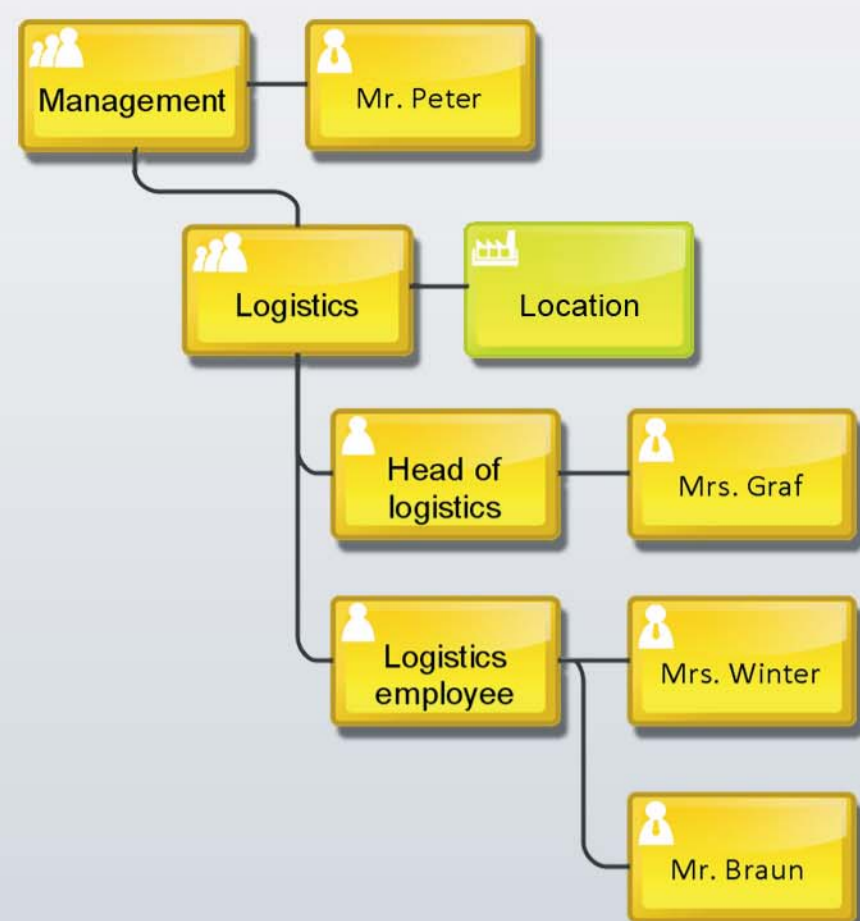 Management
Mr. Peter
Logistics
Location
Head of
logistics
Mrs. Graf
Logistics
employee
Mrs. Winter
Mr. Braun